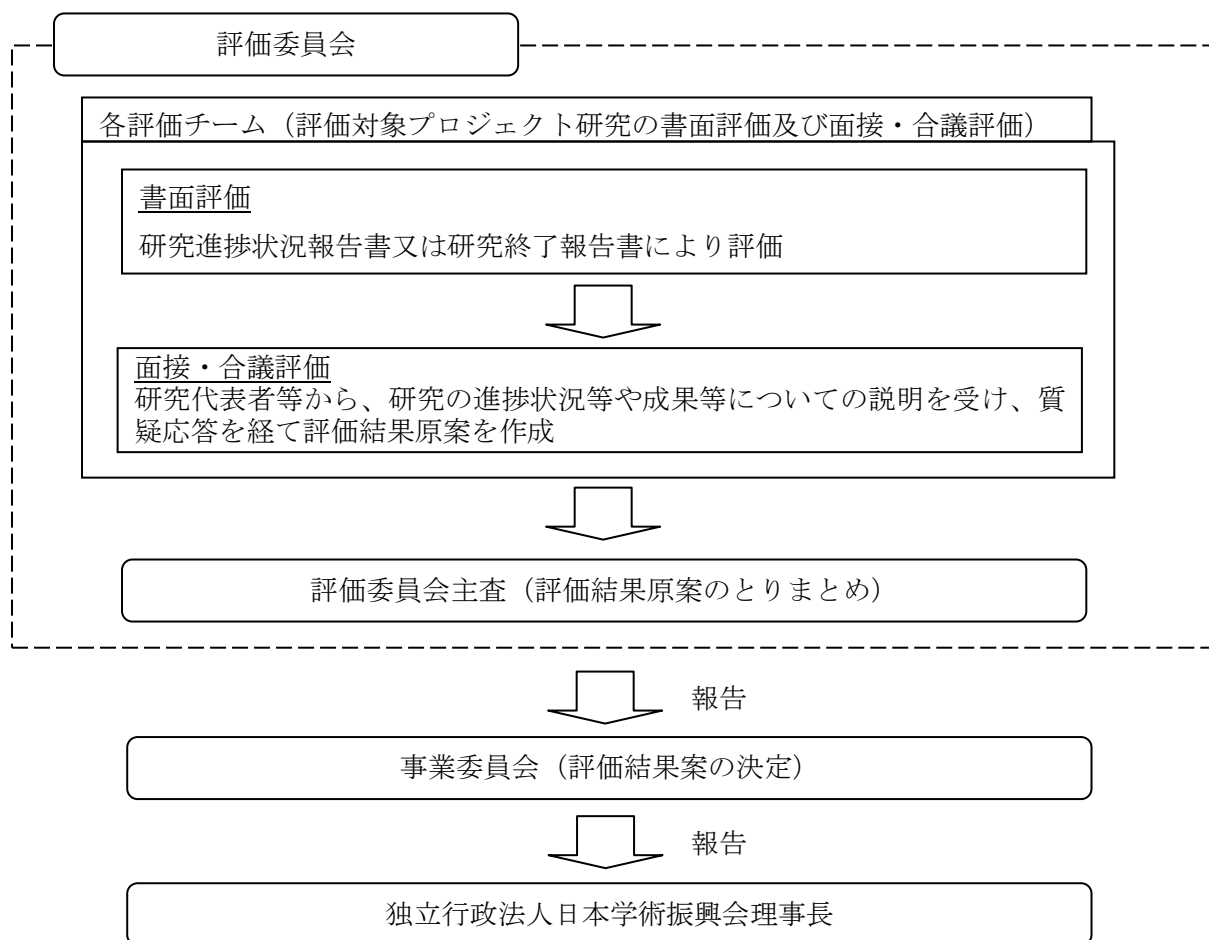 評価委員会
各評価チーム（評価対象プロジェクト研究の書面評価及び面接・合議評価）
書面評価
研究進捗状況報告書又は研究終了報告書により評価
面接・合議評価
研究代表者等から、研究の進捗状況等や成果等についての説明を受け、質
疑応答を経て評価結果原案を作成
評価委員会主査（評価結果原案のとりまとめ）
報告
事業委員会（評価結果案の決定）
報告
独立行政法人日本学術振興会理事長